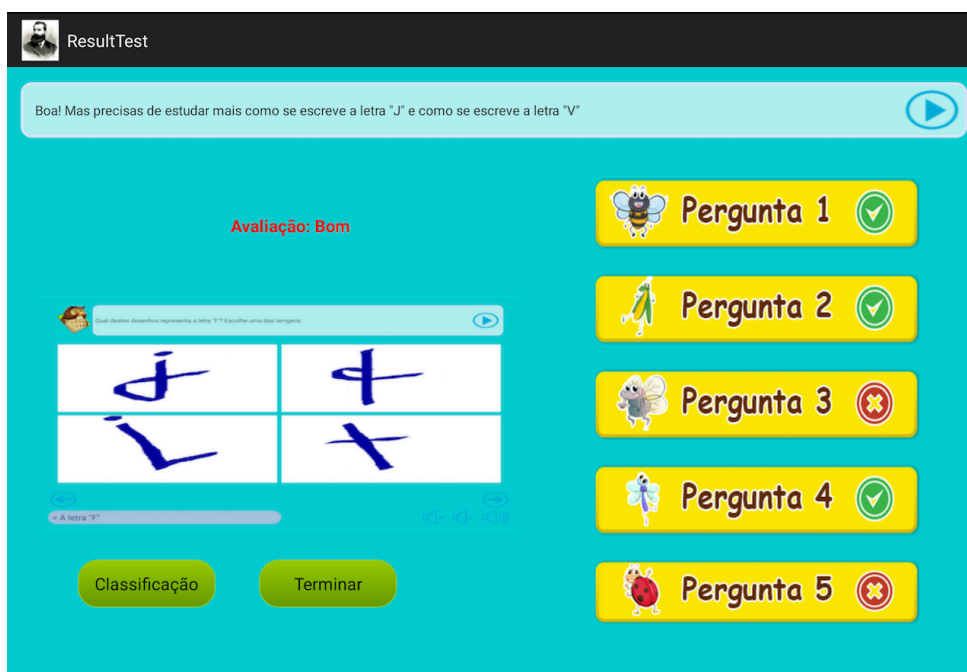 ResultTest
Boa! Mas precisas de estudar mais como se escreve a letra "J" e como se escreve a letra "V"
Avaliação: Bom
Qual destes desenhos representa a letra "F"? Escolhe uma das iamgens.
> A letra "F"
Classificação
Terminar
Pergunta 1
Pergunta 2
Pergunta 3
Pergunta 4
Pergunta 5